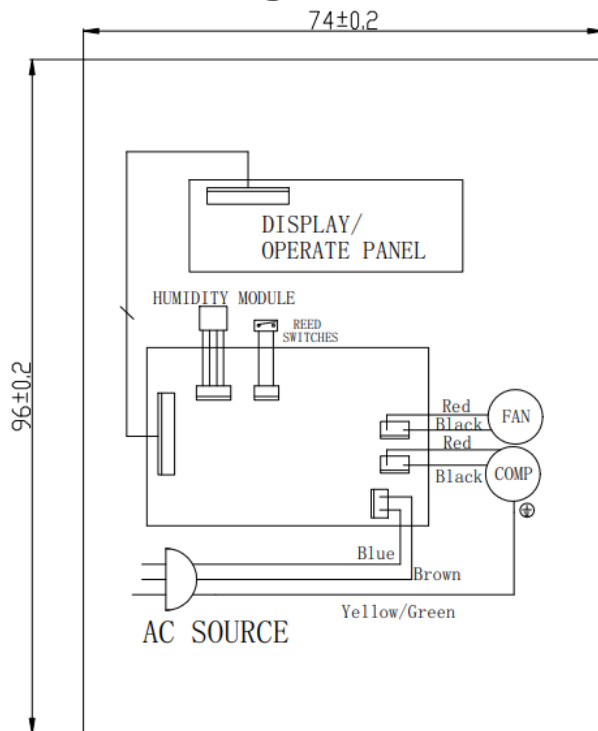 74±0.2
96±0.2
DISPLAY/
OPERATE PANEL
HUMIDITY MODULE
REED
SWITCHES
Red
Black
FAN
Red
Black
COMP
Blue
Brown
Yellow/Green
AC SOURCE